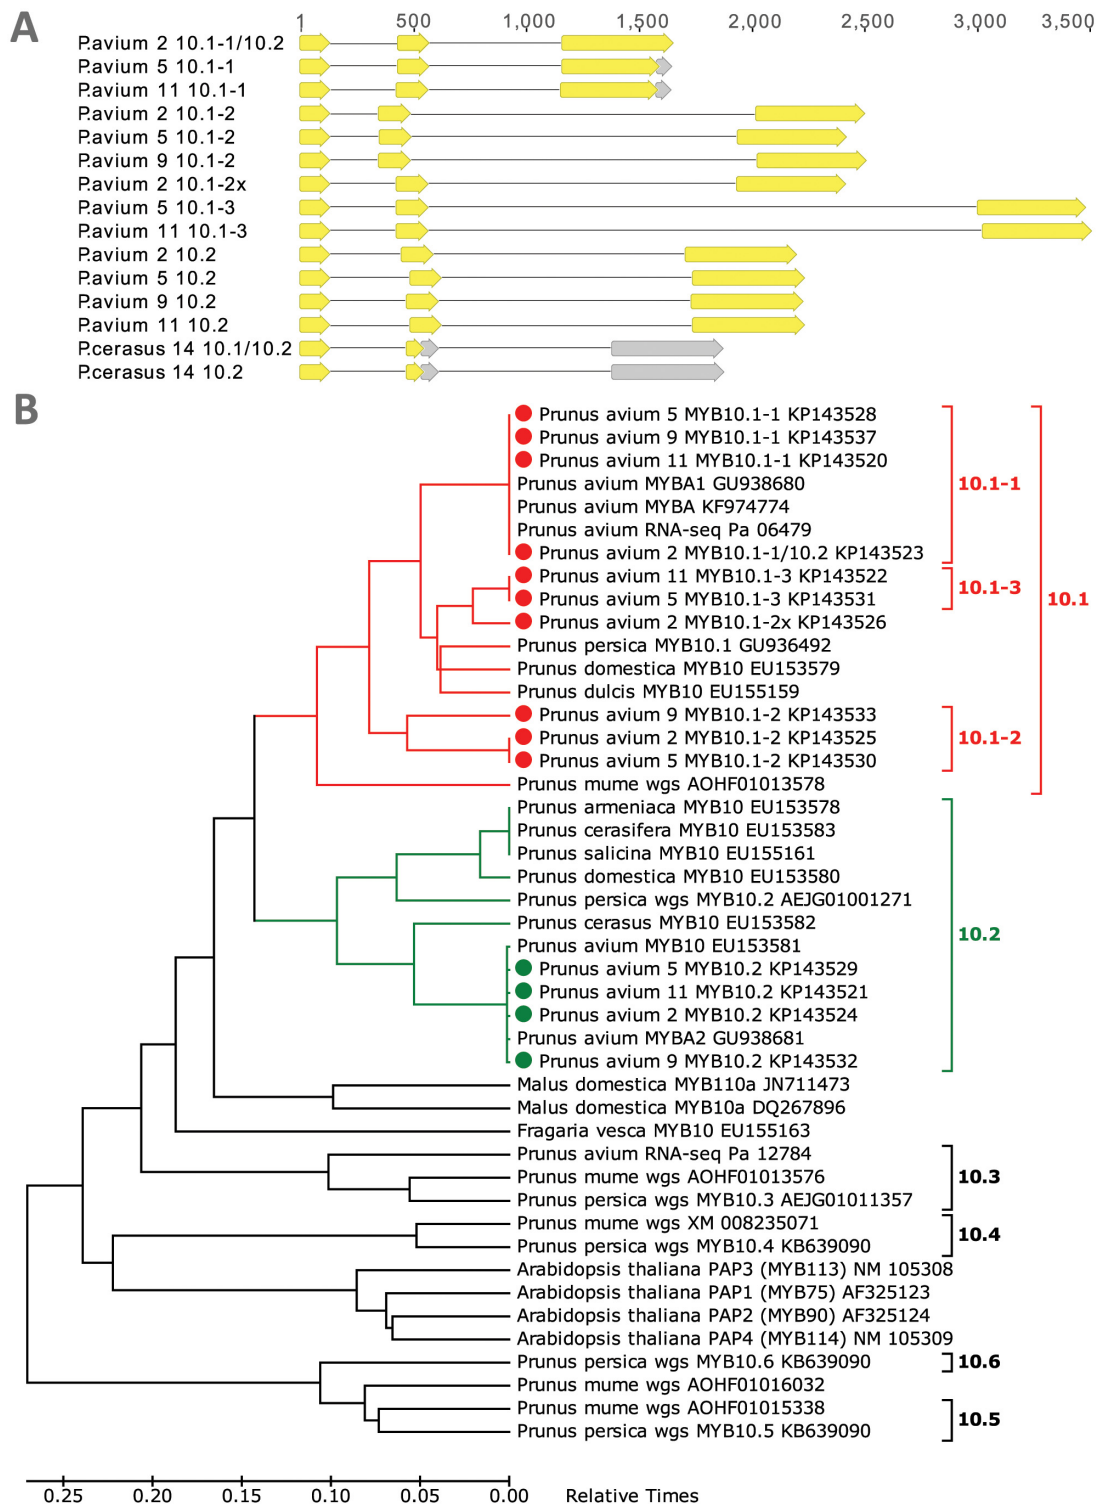 A
1 500 1,000 1,500 2,000 2,500 3,000 3,500
P.avium 2 10.1-1/10.2
P.avium 5 10.1-1
P.avium 11 10.1-1
P.avium 2 10.1-2
P.avium 5 10.1-2
P.avium 9 10.1-2
P.avium 2 10.1-2x
P.avium 5 10.1-3
P.avium 11 10.1-3
P.avium 2 10.2
P.avium 5 10.2
P.avium 9 10.2
P.avium 11 10.2
P.cerasus 14 10.1/10.2
P.cerasus 14 10.2
B
Prunus avium 5 MYB10.1-1 KP143528
Prunus avium 9 MYB10.1-1 KP143537
Prunus avium 11 MYB10.1-1 KP143520
Prunus avium MYBA1 GU938680
10.1-1
Prunus avium MYBA KF974774
Prunus avium RNA-seq Pa 06479
Prunus avium 2 MYB10.1-1/10.2 KP143523
Prunus avium 11 MYB10.1-3 KP143522
10.1-3
Prunus avium 5 MYB10.1-3 KP143531
10.1
Prunus avium 2 MYB10.1-2x KP143526
Prunus persica MYB10.1 GU936492
Prunus domestica MYB10 EU153579
Prunus dulcis MYB10 EU155159
Prunus avium 9 MYB10.1-2 KP143533
Prunus avium 2 MYB10.1-2 KP143525
10.1-2
Prunus avium 5 MYB10.1-2 KP143530
Prunus mume wgs AOHF01013578
Prunus armeniaca MYB10 EU153578
Prunus cerasifera MYB10 EU153583
Prunus salicina MYB10 EU155161
Prunus domestica MYB10 EU153580
Prunus persica wgs MYB10.2 AEJG01001271
Prunus cerasus MYB10 EU153582
10.2
Prunus avium MYB10 EU153581
Prunus avium 5 MYB10.2 KP143529
Prunus avium 11 MYB10.2 KP143521
Prunus avium 2 MYB10.2 KP143524
Prunus avium MYBA2 GU938681
Prunus avium 9 MYB10.2 KP143532
Malus domestica MYB110a JN711473
Malus domestica MYB10a DQ267896
Fragaria vesca MYB10 EU155163
Prunus avium RNA-seq Pa 12784
Prunus mume wgs AOHF01013576
10.3
Prunus persica wgs MYB10.3 AEJG01011357
Prunus mume wgs XM 008235071
10.4
Prunus persica wgs MYB10.4 KB639090
Arabidopsis thaliana PAP3 (MYB113) NM 105308
Arabidopsis thaliana PAP1 (MYB75) AF325123
Arabidopsis thaliana PAP2 (MYB90) AF325124
Arabidopsis thaliana PAP4 (MYB114) NM 105309
Prunus persica wgs MYB10.6 KB639090
10.6
Prunus mume wgs AOHF01016032
Prunus mume wgs AOHF01015338
10.5
Prunus persica wgs MYB10.5 KB639090
0.25 0.20 0.15 0.10 0.05 0.00 Relative Times